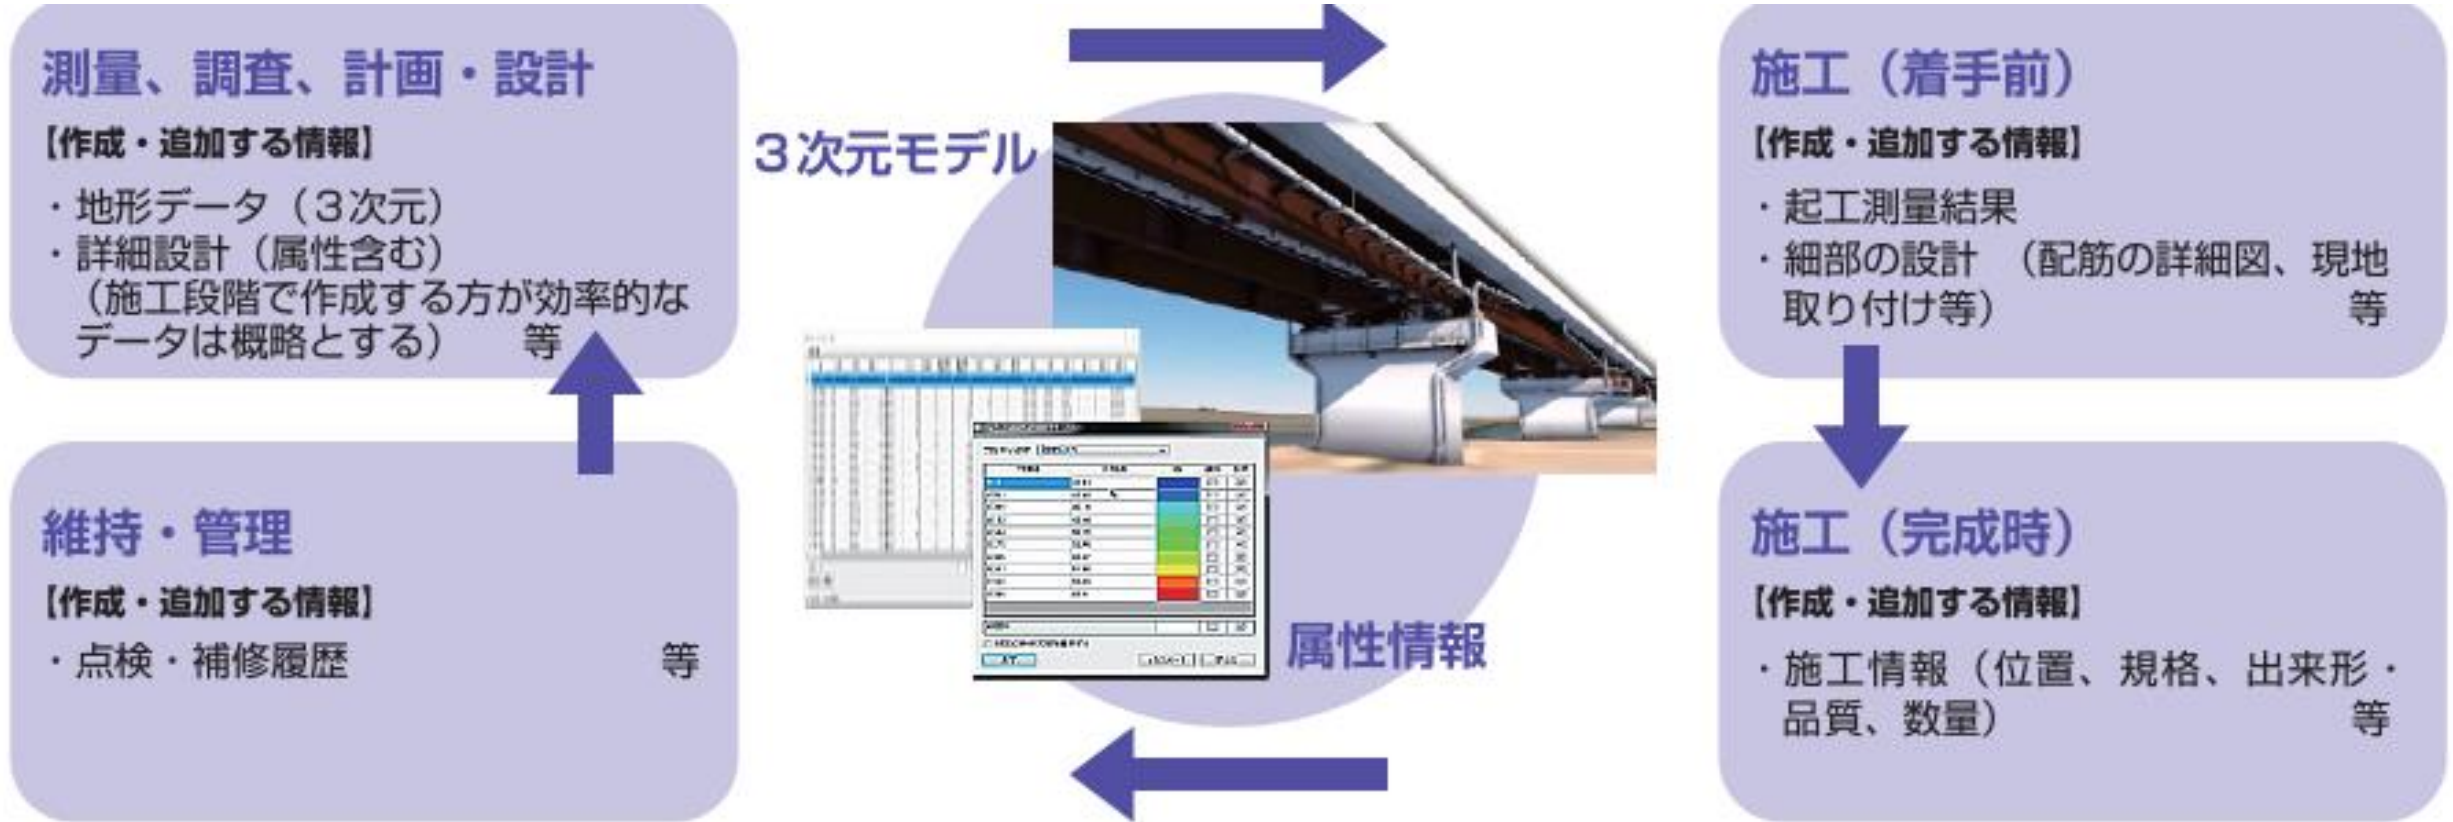 測量、調査、計画・設計
【作成・追加する情報】
・地形データ（３次元）
・詳細設計（属性含む）
（施工段階で作成する方が効率的な
データは概略とする）　等
維持・管理
【作成・追加する情報】
・点検・補修履歴　等
３次元モデル
属性情報
施工（着手前）
【作成・追加する情報】
・起工測量結果
・細部の設計　（配筋の詳細図、現地
取り付け等）　等
施工（完成時）
【作成・追加する情報】
・施工情報（位置、規格、出来形・
品質、数量）　等